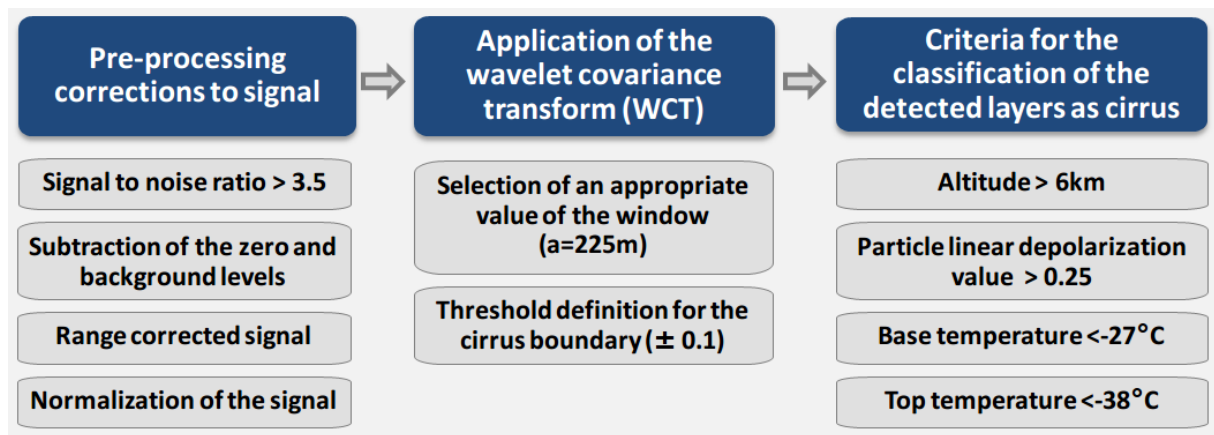 Pre-processing
corrections to signal
Signal to noise ratio > 3.5
Subtraction of the zero and
background levels
Range corrected signal
Normalization of the signal
Application of the
wavelet covariance
transform (WCT)
Selection of an appropriate
value of the window
(a=225m)
Threshold definition for the
cirrus boundary (± 0.1)
Criteria for the
classification of the
detected layers as cirrus
Altitude > 6km
Particle linear depolarization
value > 0.25
Base temperature <-27°C
Top temperature <-38°C